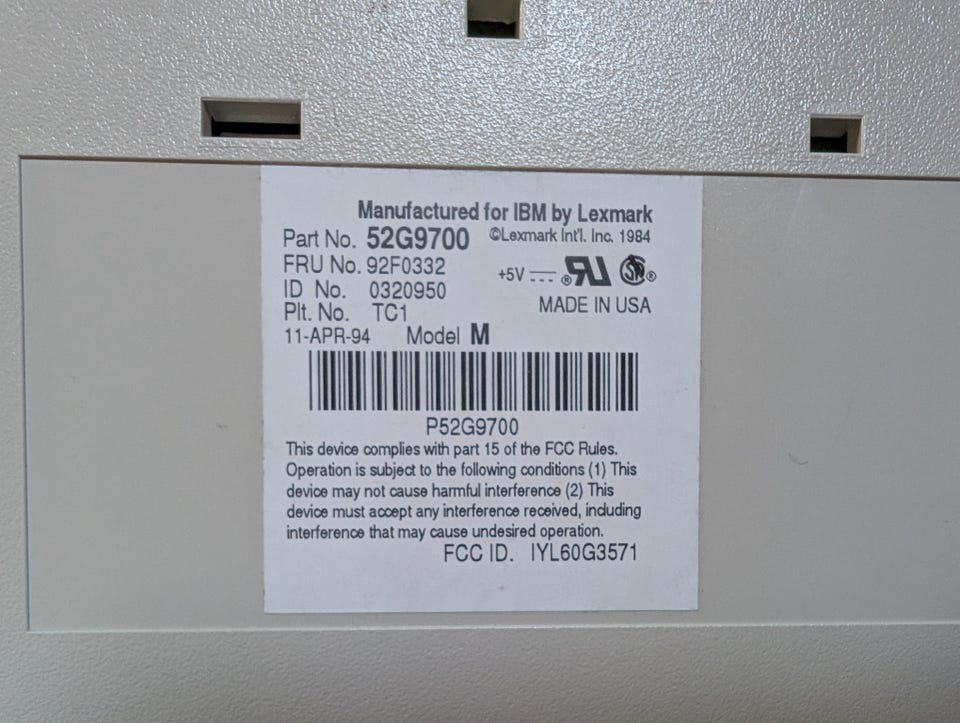 Manufactured for IBM by Lexmark
Part No. 52G9700 ©Lexmark Int'l. Inc. 1984
FRU No. 92F0332
+5V
ID No. 0320950
MADE IN USA
Plt. No. TC1
11-APR-94 Model M
P52G9700
This device complies with part 15 of the FCC Rules.
Operation is subject to the following conditions (1) This
device may not cause harmful interference (2) This
device must accept any interference received, including
interference that may cause undesired operation.
FCC ID. IYL60G3571